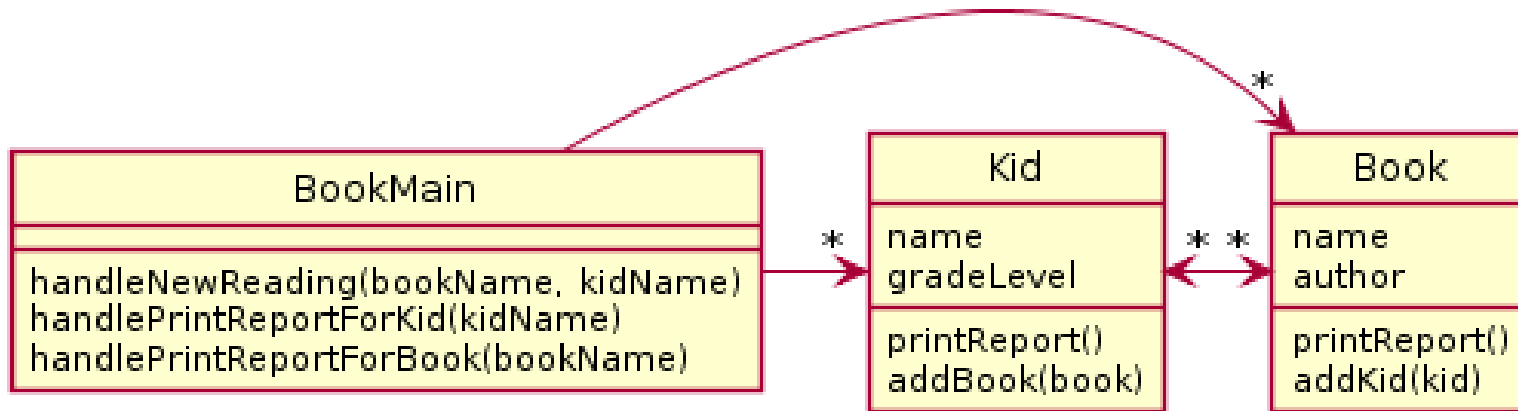 *
BookMain
handleNewReading(bookName, kidName)
handlePrintReportForKid(kidName)
handlePrintReportForBook(bookName)
*
Kid
name
gradeLevel
printReport()
addBook(book)
* *
Book
name
author
printReport()
addKid(kid)